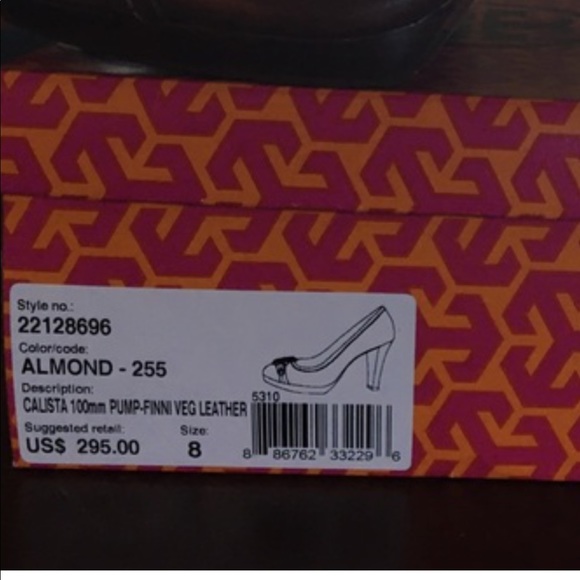 Style no.:
22128696
Color/code:
ALMOND - 255
Description:
CALISTA 100mm PUMP-FINNI VEG LEATHER
Suggested retail:
US$ 295.00
Size:
8
5310
8 86762 33229 6